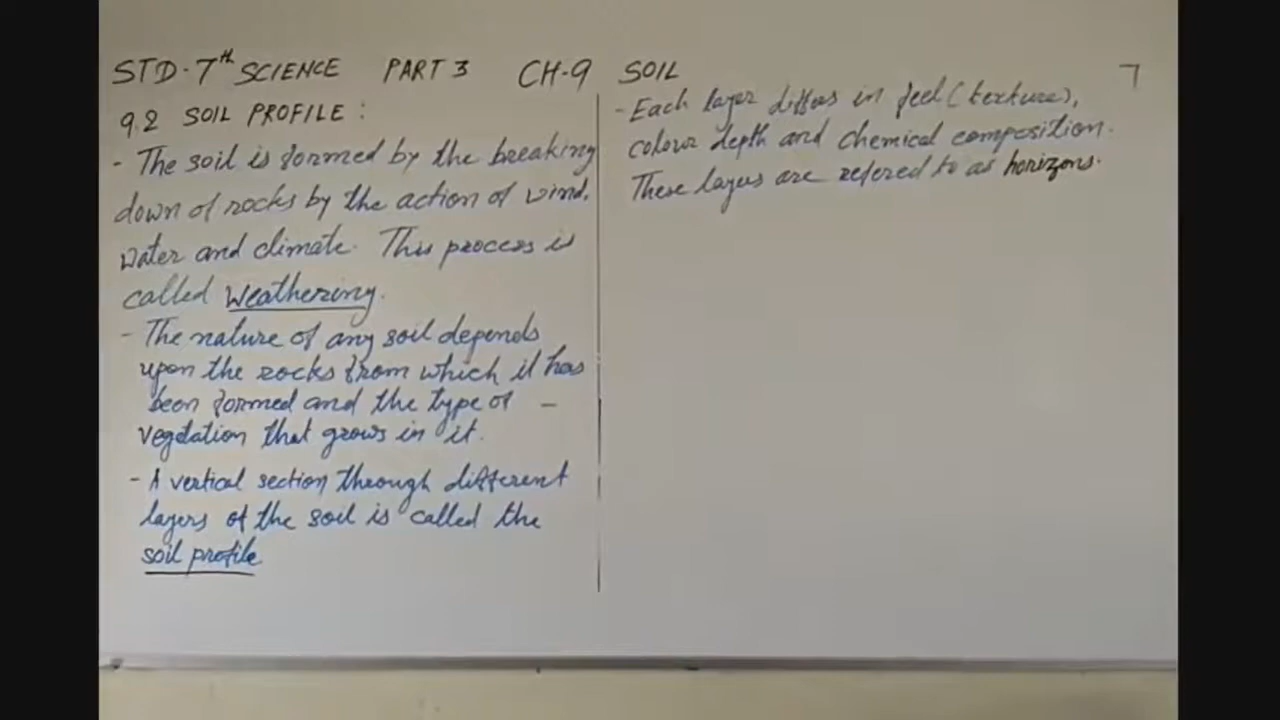 STD-7th SCIENCE PART 3 CH-9 SOIL
7
9.2 SOIL PROFILE :
- The soil is formed by the breaking
down of rocks by the action of wind,
water and climate. This process is
called Weathering.
- The nature of any soil depends
upon the rocks from which it has
been formed and the type of -
vegetation that grows in it.
- A vertical section through different
layers of the soil is called the
soil profile
- Each layer differs in feel (texture),
colour depth and chemical composition.
These layers are refered to as horizons.